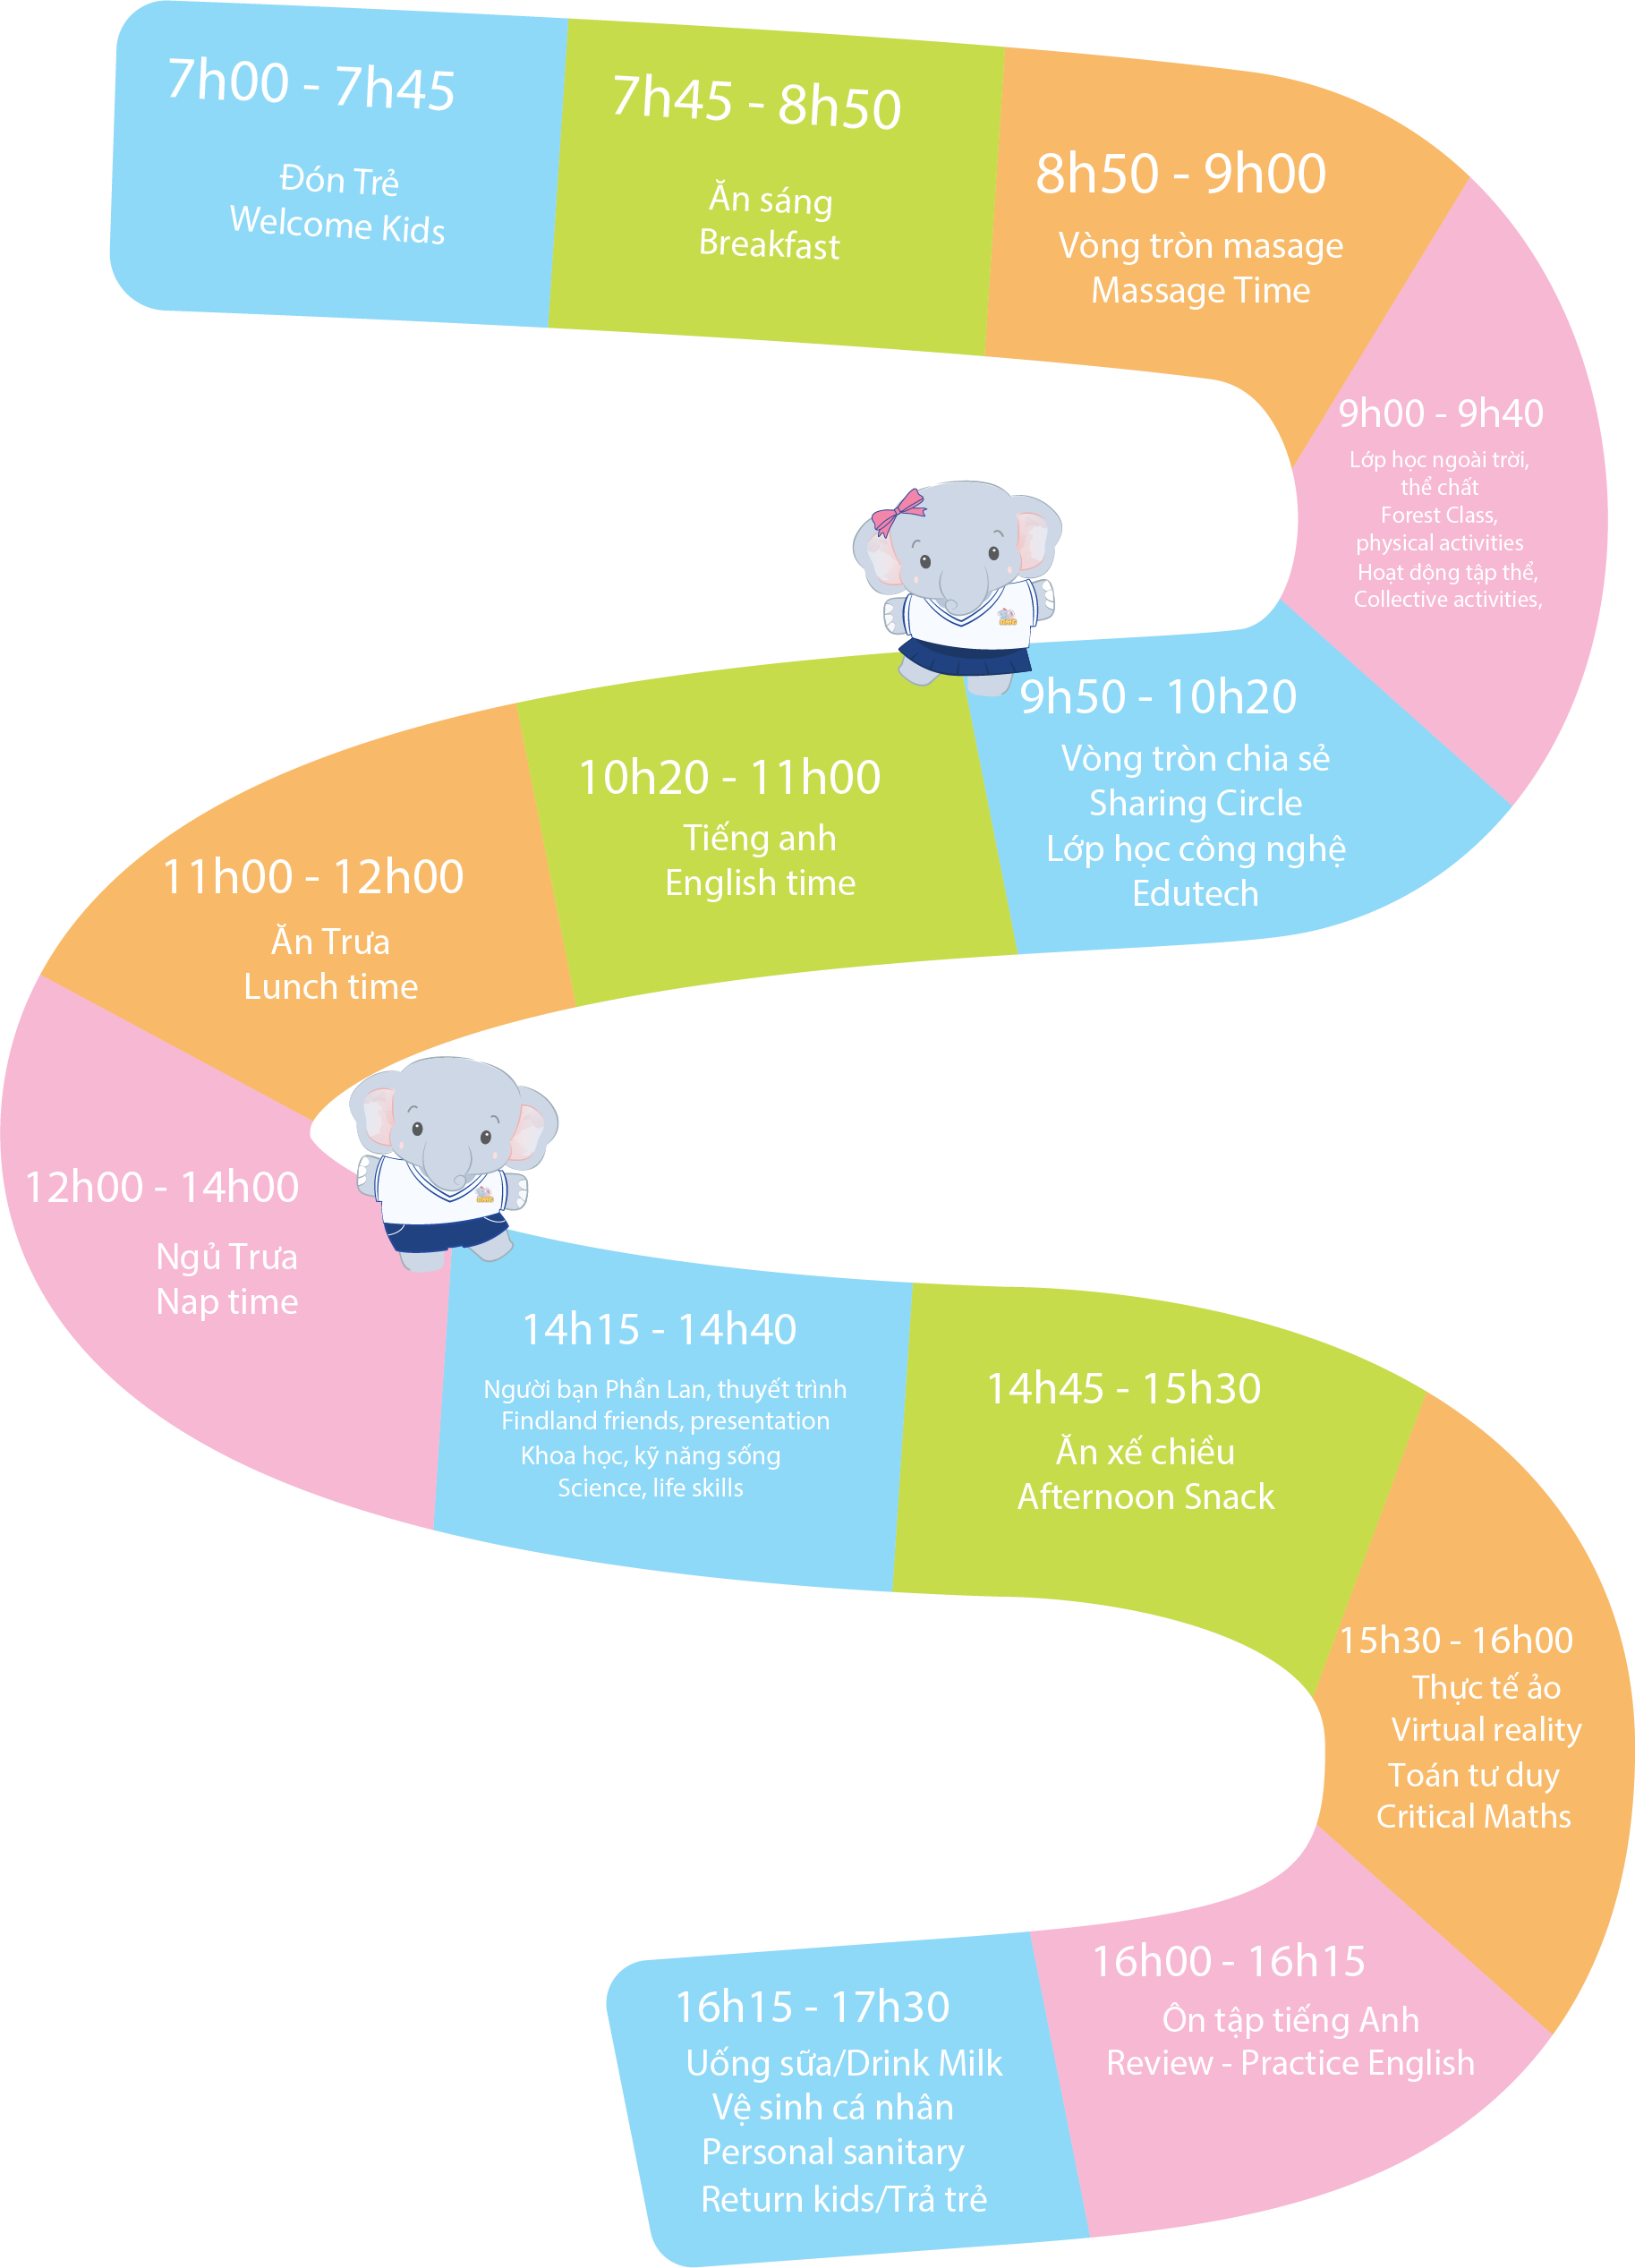 7h00 - 7h45
Đón Trẻ
Welcome Kids
7h45 - 8h50
Ăn sáng
Breakfast
8h50 - 9h00
Vòng tròn masage
Massage Time
9h00 - 9h40
Lớp học ngoài trời,
thể chất
Forest Class,
physical activities
Hoạt động tập thể,
Collective activities,
9h50 - 10h20
Vòng tròn chia sẻ
Sharing Circle
Lớp học công nghệ
Edutech
10h20 - 11h00
Tiếng anh
English time
11h00 - 12h00
Ăn Trưa
Lunch time
12h00 - 14h00
Ngủ Trưa
Nap time
14h15 - 14h40
Người bạn Phần Lan, thuyết trình
Findland friends, presentation
Khoa học, kỹ năng sống
Science, life skills
14h45 - 15h30
Ăn xế chiều
Afternoon Snack
15h30 - 16h00
Thực tế ảo
Virtual reality
Toán tư duy
Critical Maths
16h00 - 16h15
Ôn tập tiếng Anh
Review - Practice English
16h15 - 17h30
Uống sữa/Drink Milk
Vệ sinh cá nhân
Personal sanitary
Return kids/Trả trẻ